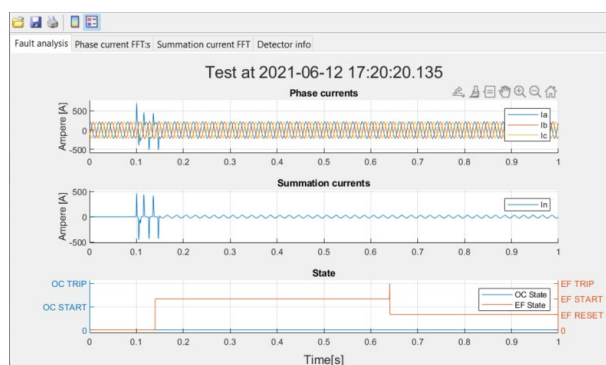 Fault analysis Phase current FFT:s Summation current FFT Detector info
Test at 2021-06-12 17:20:20.135
Phase currents
Ampere [A]
500
0
-500
Ia
Ib
Ic
0 0.1 0.2 0.3 0.4 0.5 0.6 0.7 0.8 0.9 1
Summation currents
Ampere [A]
500
0
-500
In
0 0.1 0.2 0.3 0.4 0.5 0.6 0.7 0.8 0.9 1
State
OC TRIP
OC START
0
OC State
EF State
EF TRIP
EF START
EF RESET
0
0 0.1 0.2 0.3 0.4 0.5 0.6 0.7 0.8 0.9 1
Time[s]